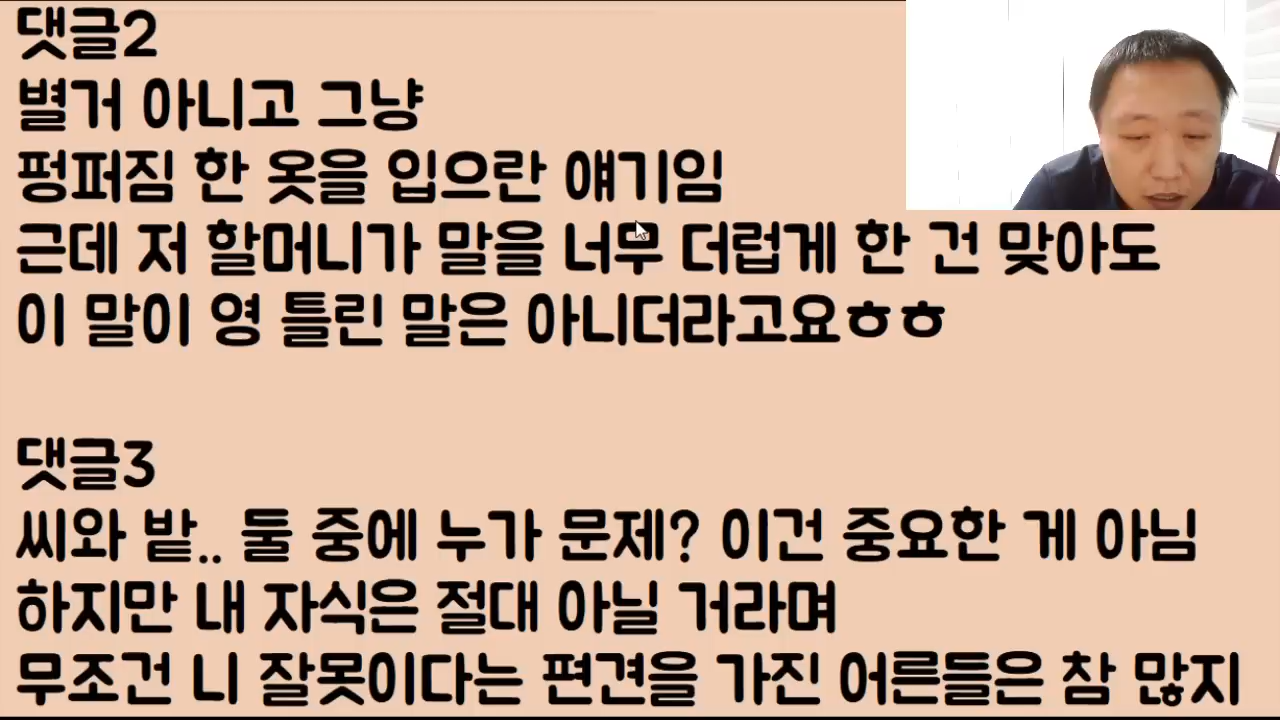 댓글2
별거 아니고 그냥
펑퍼짐 한 옷을 입으란 얘기임
근데 저 할머니가 말을 너무 더럽게 한 건 맞아도
이 말이 영 틀린 말은 아니더라고요ㅎㅎ
댓글3
씨와 밭.. 둘 중에 누가 문제? 이건 중요한 게 아님
하지만 내 자식은 절대 아닐 거라며
무조건 니 잘못이다는 편견을 가진 어른들은 참 많지